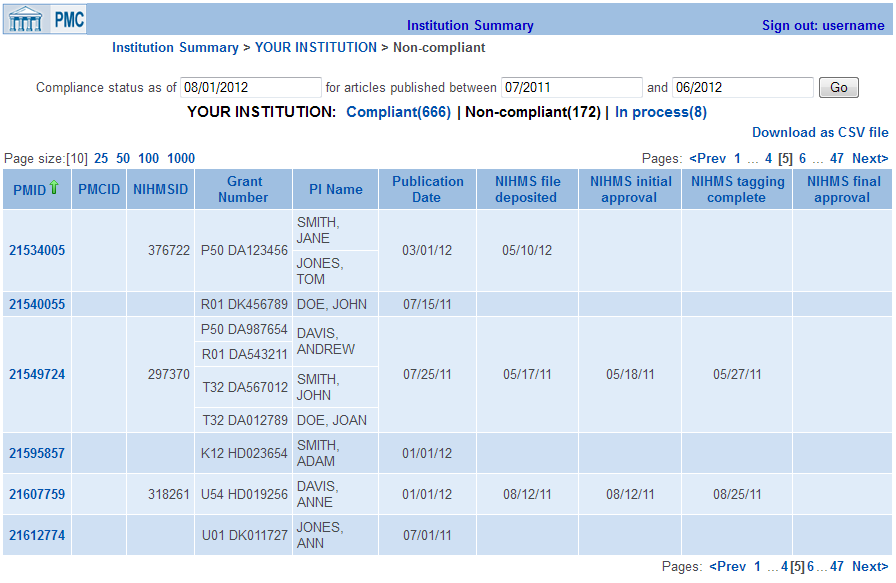 PMC
Institution Summary
Sign out: username
Institution Summary > YOUR INSTITUTION > Non-compliant
Compliance status as of 08/01/2012 for articles published between 07/2011 and 06/2012 Go
YOUR INSTITUTION: Compliant(666) | Non-compliant(172) | In process(8)
Download as CSV file
Page size:[10] 25 50 100 1000
Pages: <Prev 1 ... 4 [5] 6 ... 47 Next>
PMID PMCID NIHMSID Grant Number PI Name Publication Date NIHMS file deposited NIHMS initial approval NIHMS tagging complete NIHMS final approval
21534005 376722 P50 DA123456 SMITH, JANE 03/01/12 05/10/12
JONES, TOM
21540055 R01 DK456789 DOE, JOHN 07/15/11
21549724 297370 P50 DA987654 DAVIS, ANDREW 07/25/11 05/17/11 05/18/11 05/27/11
R01 DA543211
T32 DA567012 SMITH, JOHN
T32 DA012789 DOE, JOAN
21595857 K12 HD023654 SMITH, ADAM 01/01/12
21607759 318261 U54 HD019256 DAVIS, ANNE 01/01/12 08/12/11 08/12/11 08/25/11
21612774 U01 DK011727 JONES, ANN 07/01/11
Pages: <Prev 1 ...4[5]6... 47 Next>